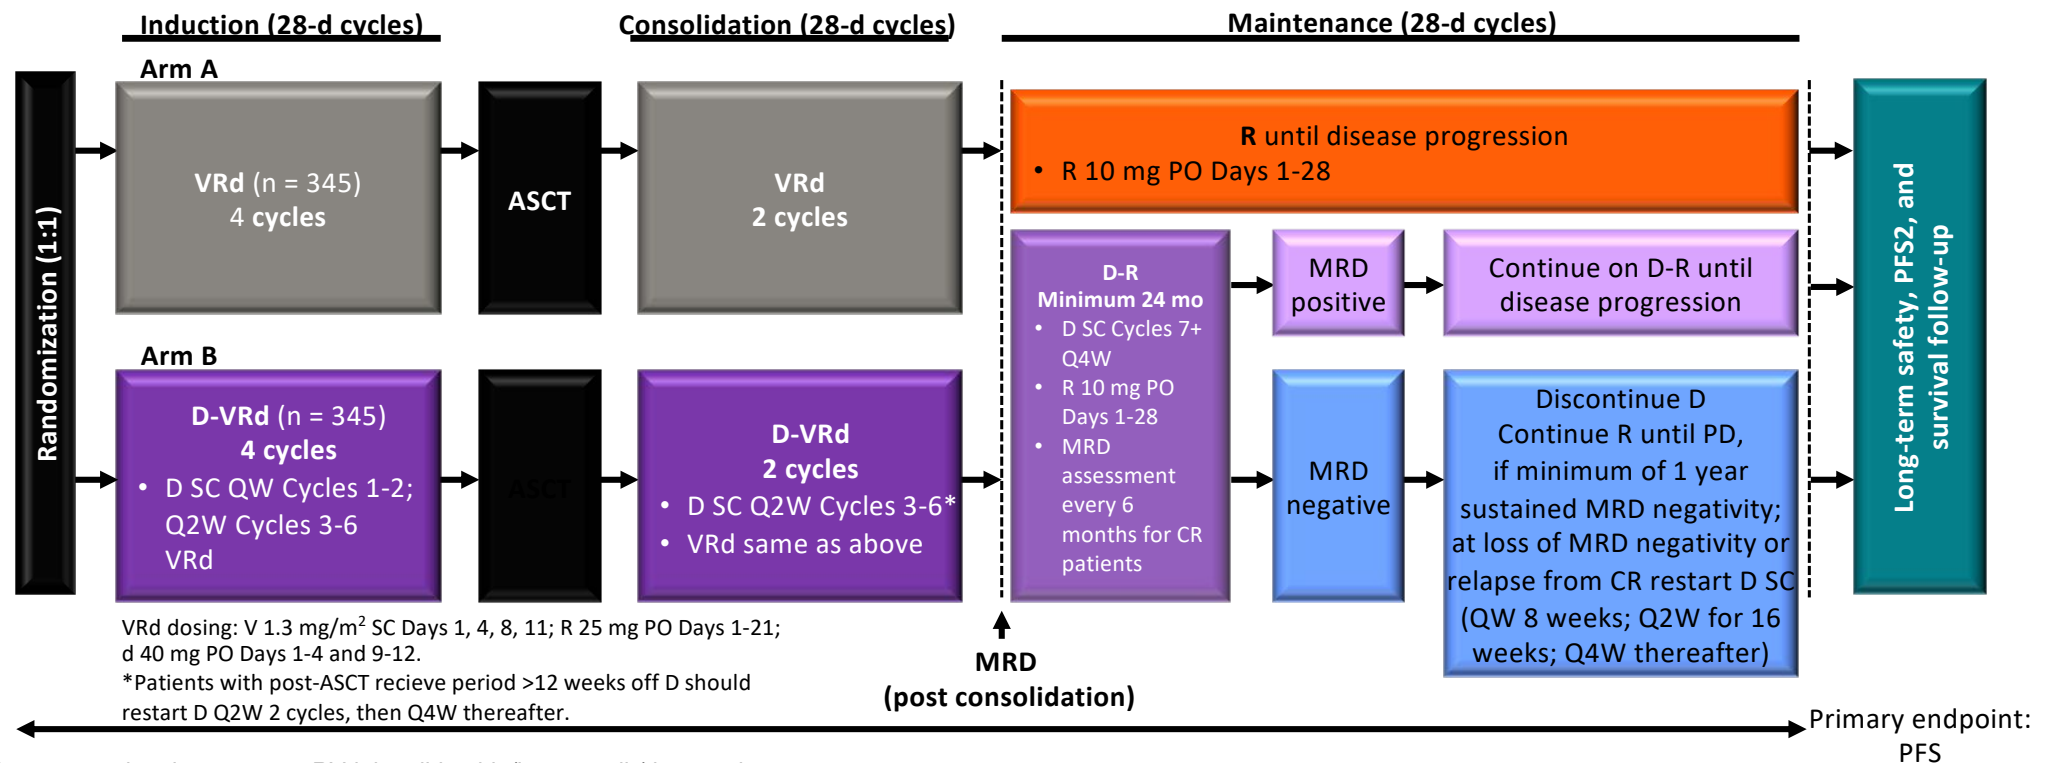 Induction (28-d cycles)
Consolidation (28-d cycles)
Maintenance (28-d cycles)
Randomization (1:1)
Arm A
VRd (n = 345)
4 cycles
ASCT
VRd
2 cycles
R until disease progression
• R 10 mg PO Days 1-28
Arm B
D-VRd (n = 345)
4 cycles
• D SC QW Cycles 1-2;
Q2W Cycles 3-6
VRd
ASCT
D-VRd
2 cycles
• D SC Q2W Cycles 3-6*
• VRd same as above
D-R
Minimum 24 mo
• D SC Cycles 7+
Q4W
• R 10 mg PO
Days 1-28
• MRD
assessment
every 6
months for CR
patients
MRD
positive
Continue on D-R until
disease progression
MRD
negative
Discontinue D
Continue R until PD,
if minimum of 1 year
sustained MRD negativity;
at loss of MRD negativity or
relapse from CR restart D SC
(QW 8 weeks; Q2W for 16
weeks; Q4W thereafter)
Long-term safety, PFS2, and
survival follow-up
VRd dosing: V 1.3 mg/m² SC Days 1, 4, 8, 11; R 25 mg PO Days 1-21;
d 40 mg PO Days 1-4 and 9-12.
*Patients with post-ASCT recieve period >12 weeks off D should
restart D Q2W 2 cycles, then Q4W thereafter.
MRD
(post consolidation)
Primary endpoint:
PFS